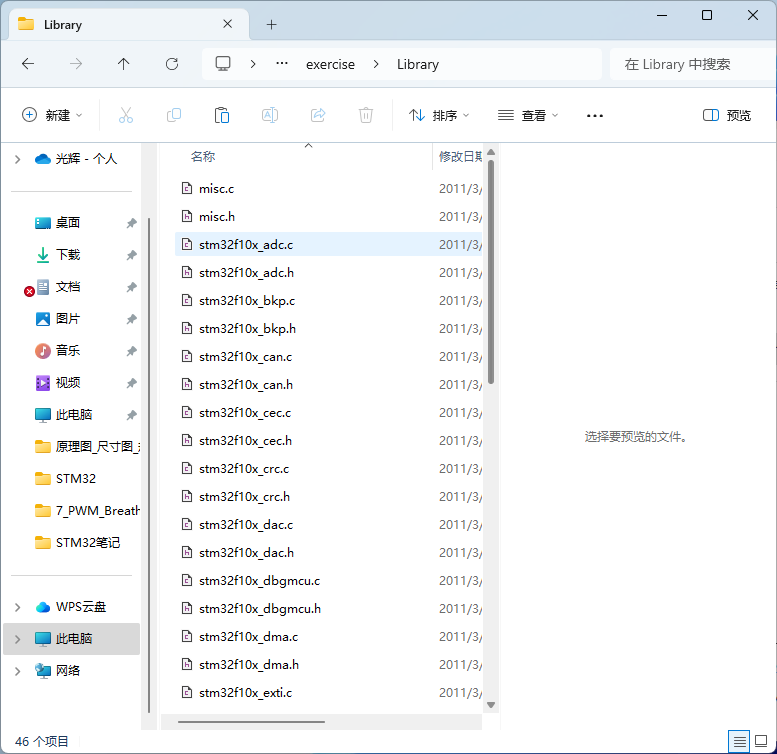 Library
exercise
Library
在 Library 中搜索
新建
排序
查看
预览
光辉 - 个人
桌面
下载
文档
图片
音乐
视频
此电脑
原理图_尺寸图_
STM32
7_PWM_Breath
STM32笔记
WPS云盘
此电脑
网络
名称
修改日期
misc.c
2011/3/
misc.h
2011/3/
stm32f10x_adc.c
2011/3/
stm32f10x_adc.h
2011/3/
stm32f10x_bkp.c
2011/3/
stm32f10x_bkp.h
2011/3/
stm32f10x_can.c
2011/3/
stm32f10x_can.h
2011/3/
stm32f10x_cec.c
2011/3/
stm32f10x_cec.h
2011/3/
stm32f10x_crc.c
2011/3/
stm32f10x_crc.h
2011/3/
stm32f10x_dac.c
2011/3/
stm32f10x_dac.h
2011/3/
stm32f10x_dbgmcu.c
2011/3/
stm32f10x_dbgmcu.h
2011/3/
stm32f10x_dma.c
2011/3/
stm32f10x_dma.h
2011/3/
stm32f10x_exti.c
2011/3/
选择要预览的文件。
46 个项目